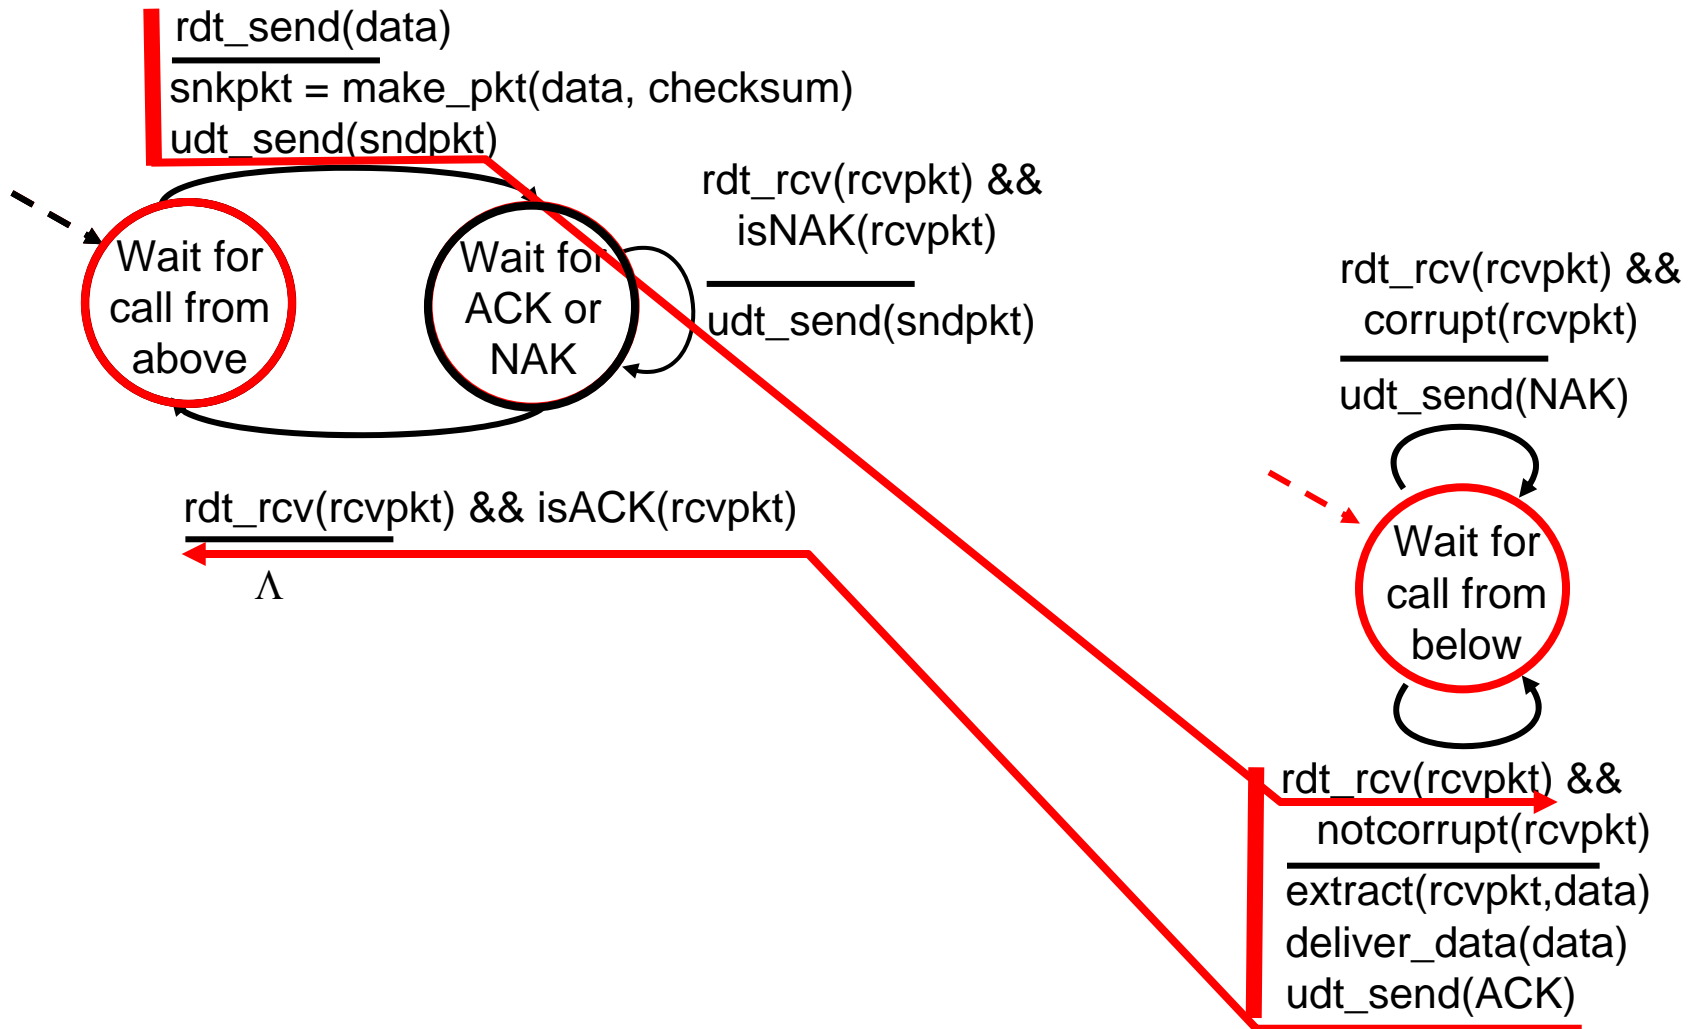 rdt_send(data)
snkpkt = make_pkt(data, checksum)
udt_send(sndpkt)
rdt_rcv(rcvpkt) &&
isNAK(rcvpkt)
udt_send(sndpkt)
Wait for
call from
above
Wait for
ACK or
NAK
rdt_rcv(rcvpkt) && isACK(rcvpkt)
Λ
rdt_rcv(rcvpkt) &&
corrupt(rcvpkt)
udt_send(NAK)
Wait for
call from
below
rdt_rcv(rcvpkt) &&
notcorrupt(rcvpkt)
extract(rcvpkt,data)
deliver_data(data)
udt_send(ACK)